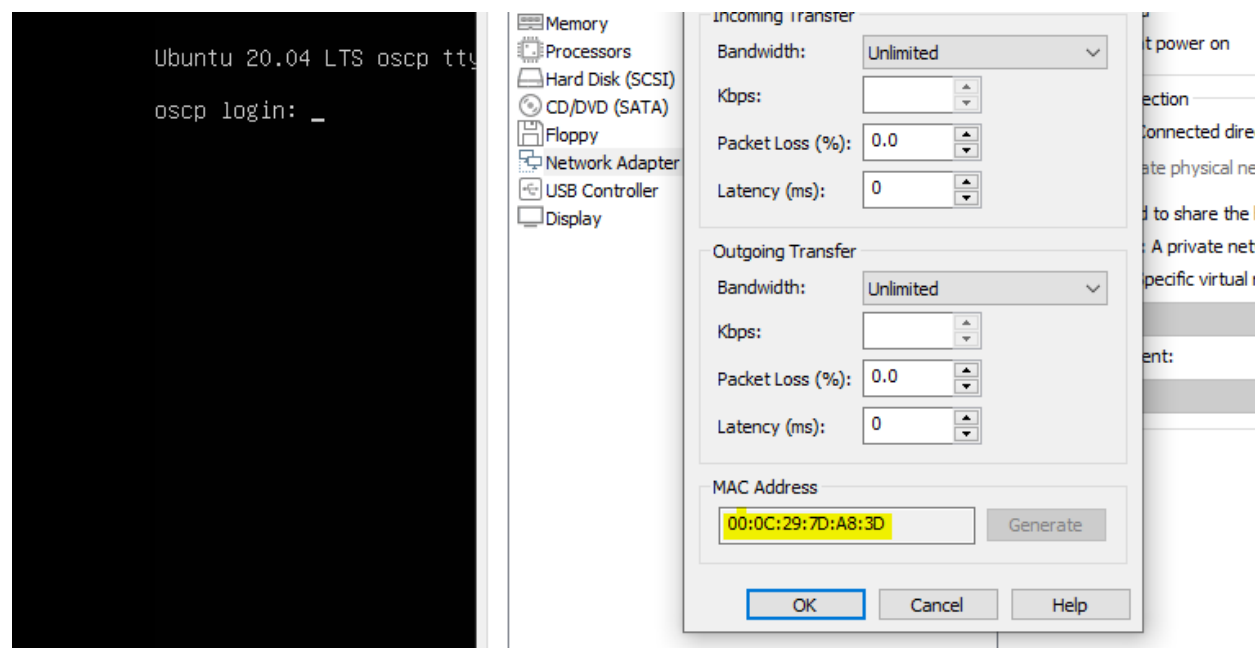 Ubuntu 20.04 LTS oscp tty
oscp login: _
Memory
Processors
Hard Disk (SCSI)
CD/DVD (SATA)
Floppy
Network Adapter
USB Controller
Display
Incoming Transfer
Bandwidth: Unlimited
Kbps:
Packet Loss (%): 0.0
Latency (ms): 0
Outgoing Transfer
Bandwidth: Unlimited
Kbps:
Packet Loss (%): 0.0
Latency (ms): 0
MAC Address
00:0C:29:7D:A8:3D Generate
OK Cancel Help
t power on
ection
Connected dire
ate physical ne
d to share the
: A private net
pecific virtual
ent: